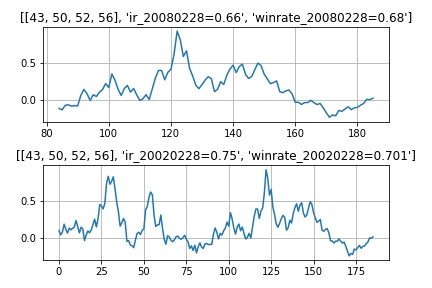 [[43, 50, 52, 56], 'ir_20080228=0.66', 'winrate_20080228=0.68']
0.5
0.0
80 100 120 140 160 180
[[43, 50, 52, 56], 'ir_20020228=0.75', 'winrate_20020228=0.701']
0.5
0.0
0 25 50 75 100 125 150 175